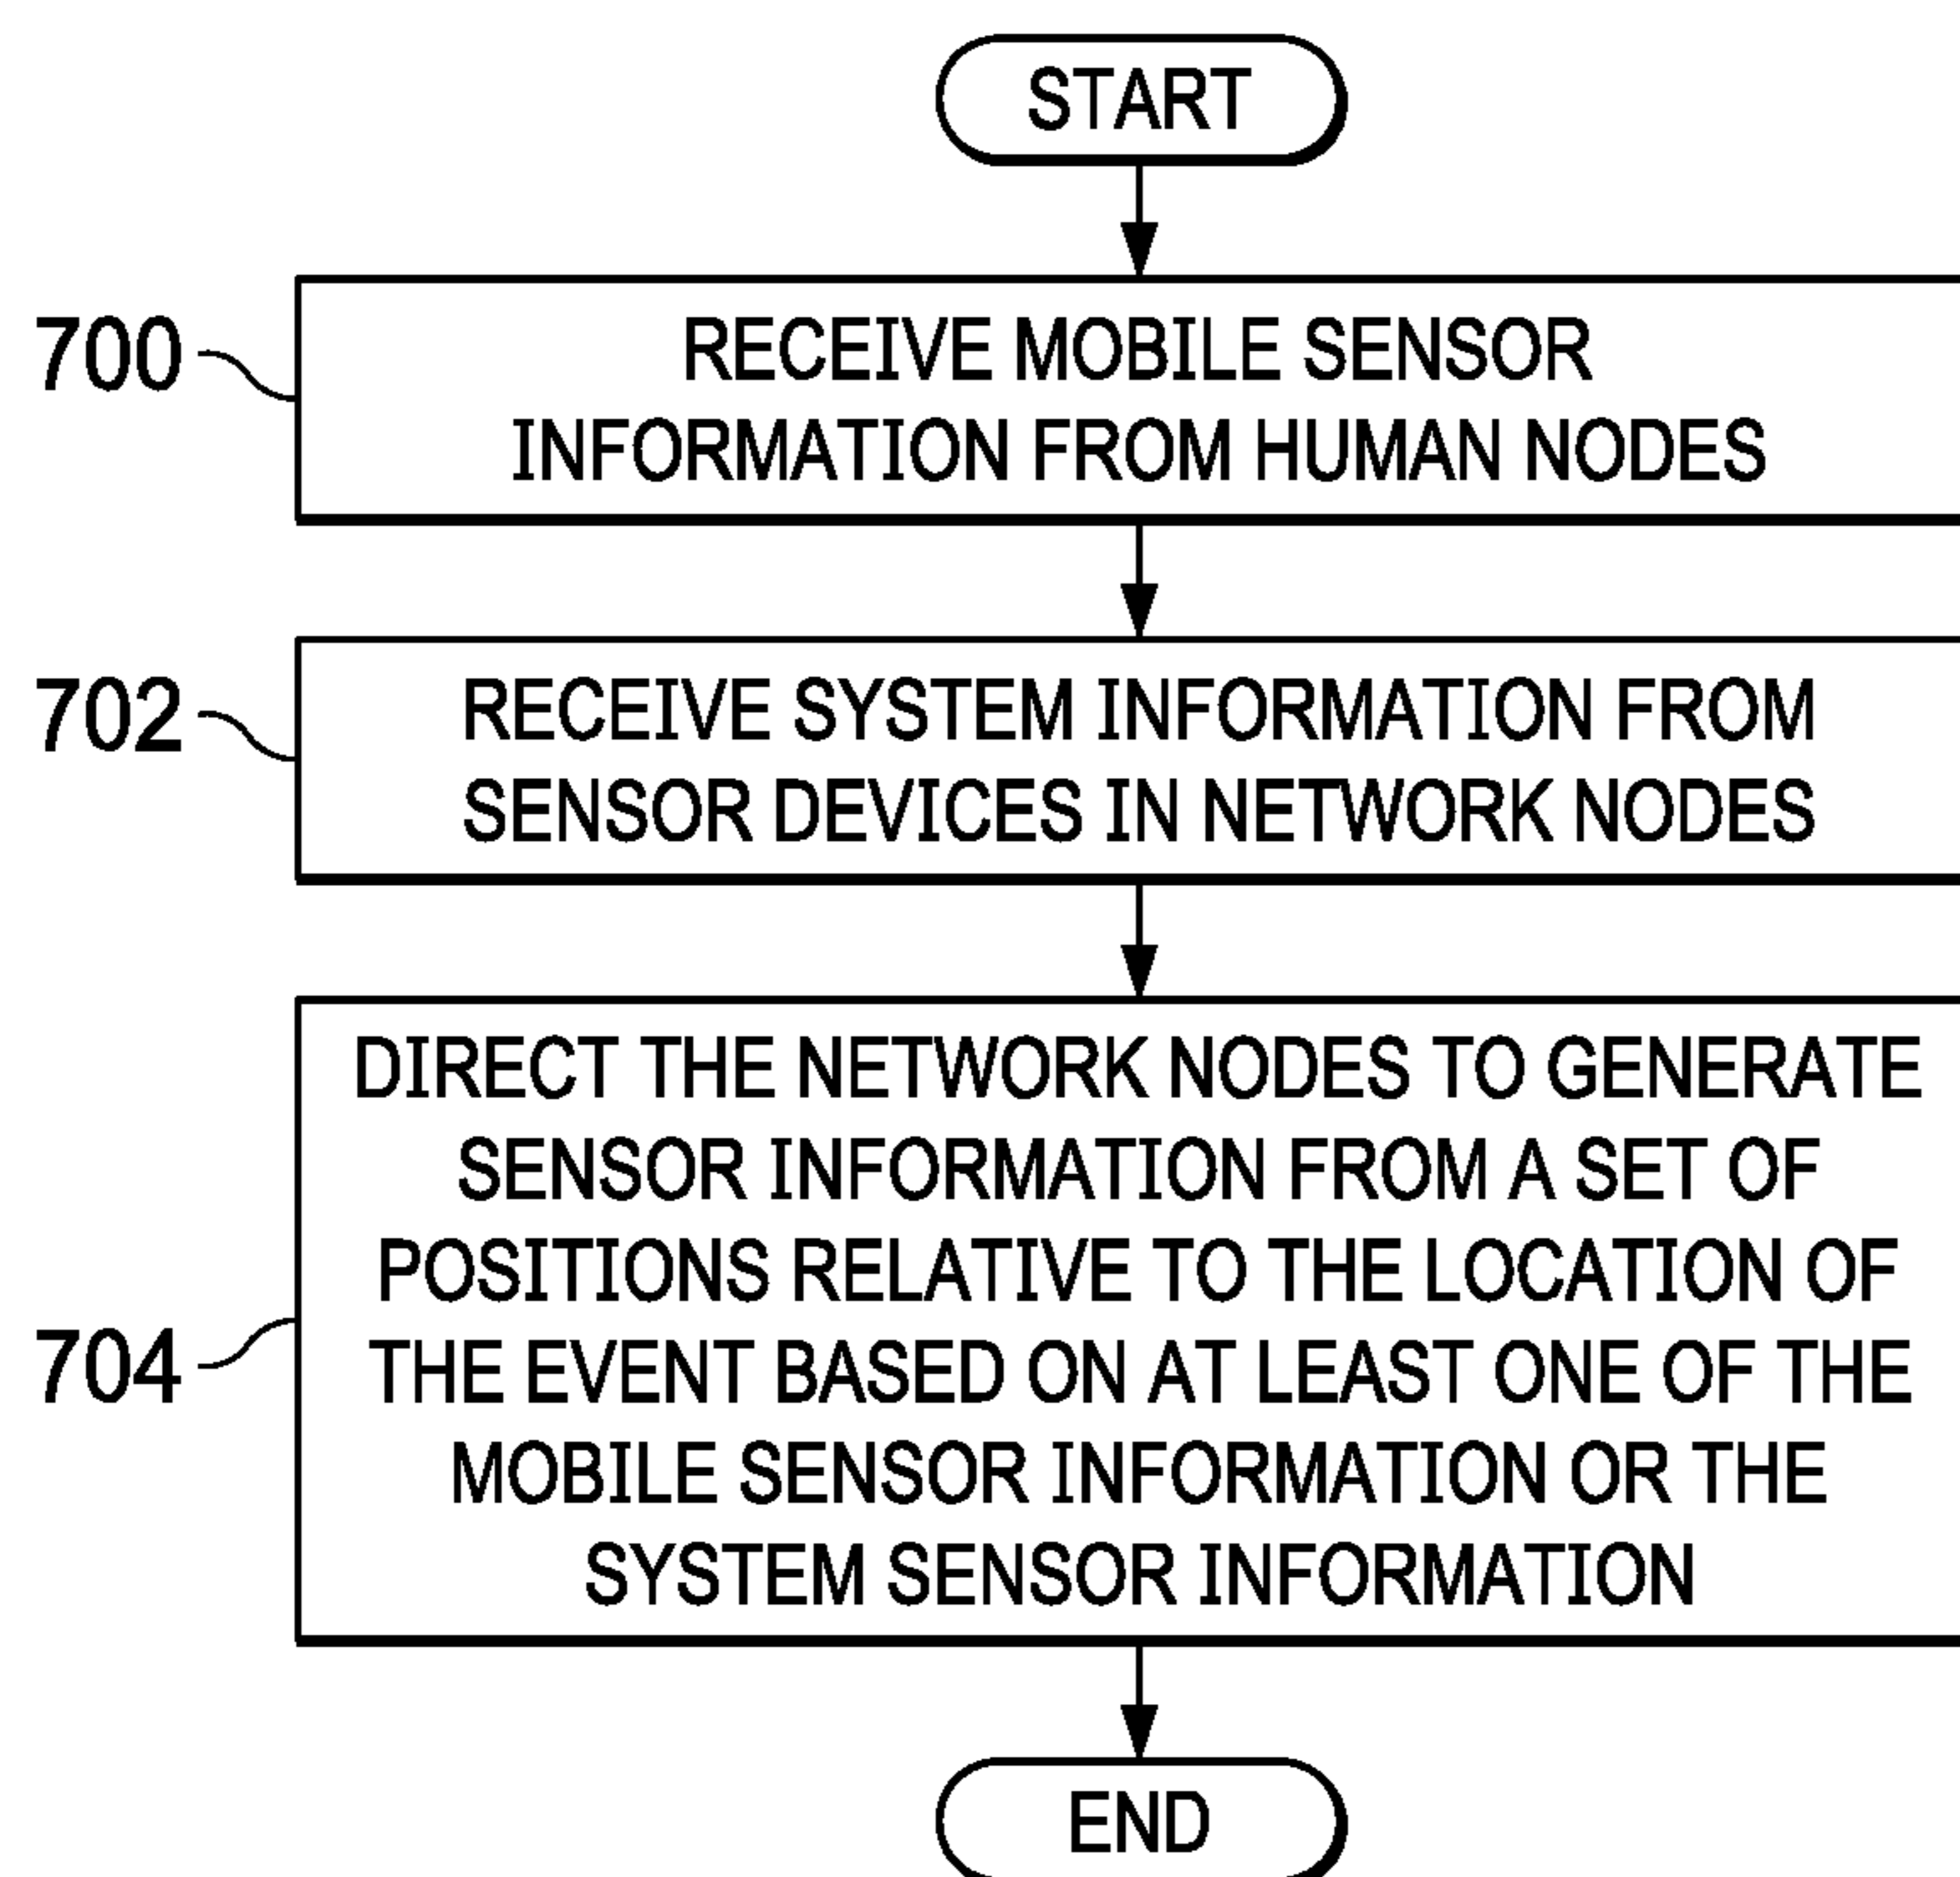 START
700
RECEIVE MOBILE SENSOR
INFORMATION FROM HUMAN NODES
702
RECEIVE SYSTEM INFORMATION FROM
SENSOR DEVICES IN NETWORK NODES
704
DIRECT THE NETWORK NODES TO GENERATE
SENSOR INFORMATION FROM A SET OF
POSITIONS RELATIVE TO THE LOCATION OF
THE EVENT BASED ON AT LEAST ONE OF THE
MOBILE SENSOR INFORMATION OR THE
SYSTEM SENSOR INFORMATION
END